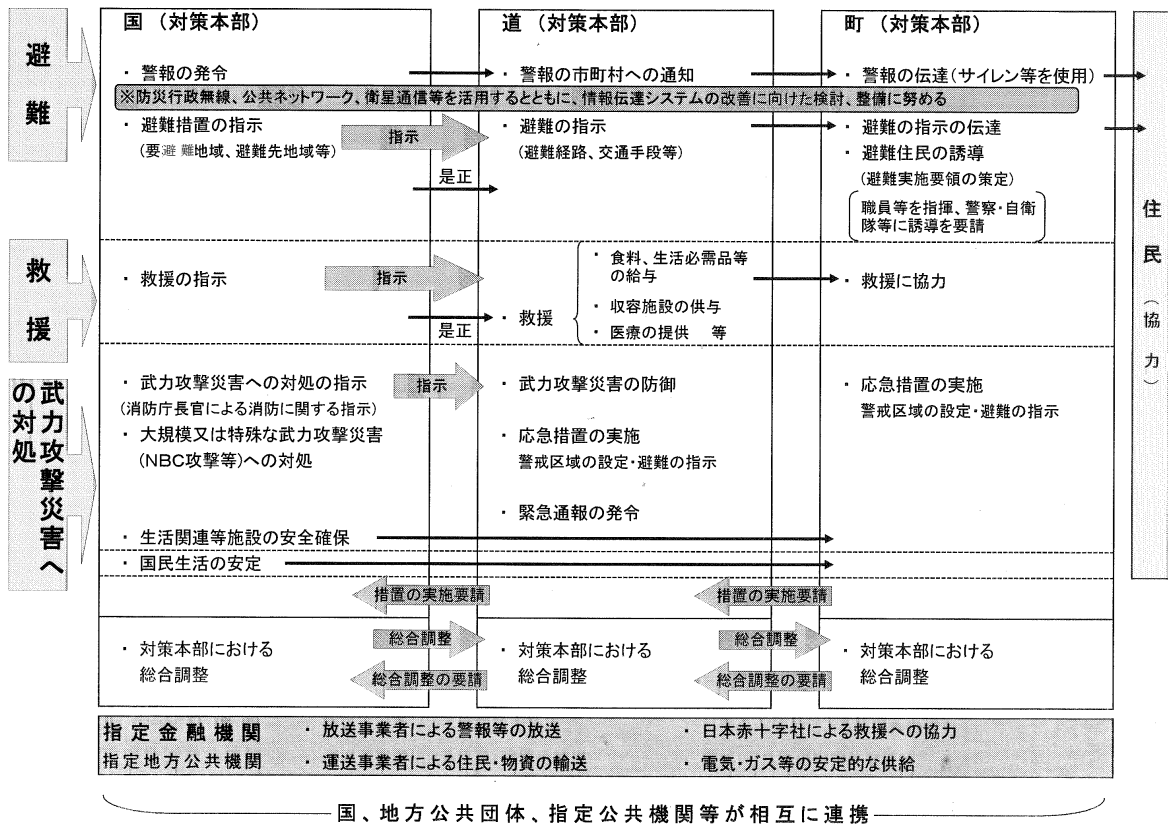 避難
国（対策本部）
・警報の発令
※防災行政無線、公共ネットワーク、衛星通信等を活用するとともに、情報伝達システムの改善に向けた検討、整備に努める
・避難措置の指示
（要避難地域、避難先地域等）
指示
是正
道（対策本部）
・警報の市町村への通知
・避難の指示
（避難経路、交通手段等）
町（対策本部）
・警報の伝達（サイレン等を使用）
・避難の指示の伝達
・避難住民の誘導
（避難実施要領の策定）
職員等を指揮、警察・自衛
隊等に誘導を要請
住民（協力）
救援
・救援の指示
指示
是正
・救援
・食料、生活必需品等
の給与
・収容施設の供与
・医療の提供　等
・救援に協力
武力攻撃災害へ
の対処
・武力攻撃災害への対処の指示
（消防庁長官による消防に関する指示）
・大規模又は特殊な武力攻撃災害
（NBC攻撃等）への対処
指示
・武力攻撃災害の防御
・応急措置の実施
警戒区域の設定・避難の指示
・緊急通報の発令
・応急措置の実施
警戒区域の設定・避難の指示
・生活関連等施設の安全確保
・国民生活の安定
措置の実施要請
措置の実施要請
・対策本部における
総合調整
総合調整
総合調整の要請
・対策本部における
総合調整
総合調整
総合調整の要請
・対策本部における
総合調整
指定金融機関
指定地方公共機関
・放送事業者による警報等の放送
・日本赤十字社による救援への協力
・運送事業者による住民・物資の輸送
・電気・ガス等の安定的な供給
国、地方公共団体、指定公共機関等が相互に連携